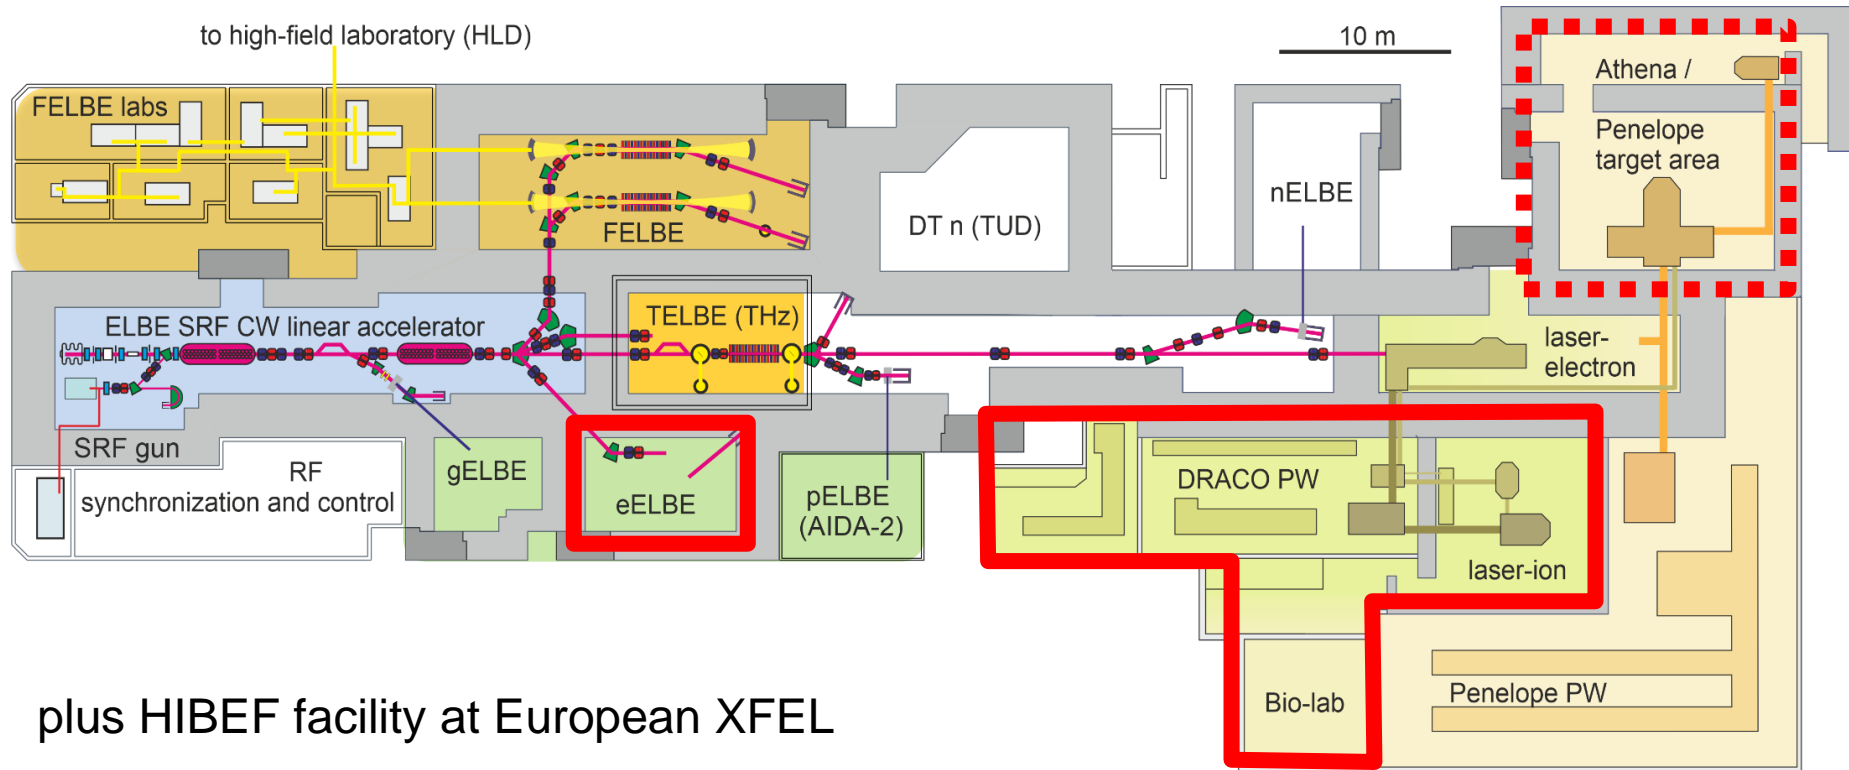 to high-field laboratory (HLD)
10 m
FELBE labs
Athena /
Penelope
target area
nELBE
DT n (TUD)
FELBE
ELBE SRF CW linear accelerator
TELBE (THz)
laser-
electron
SRF gun
RF
synchronization and control
gELBE
eELBE
pELBE
(AIDA-2)
DRACO PW
laser-ion
Bio-lab
Penelope PW
plus HIBEF facility at European XFEL